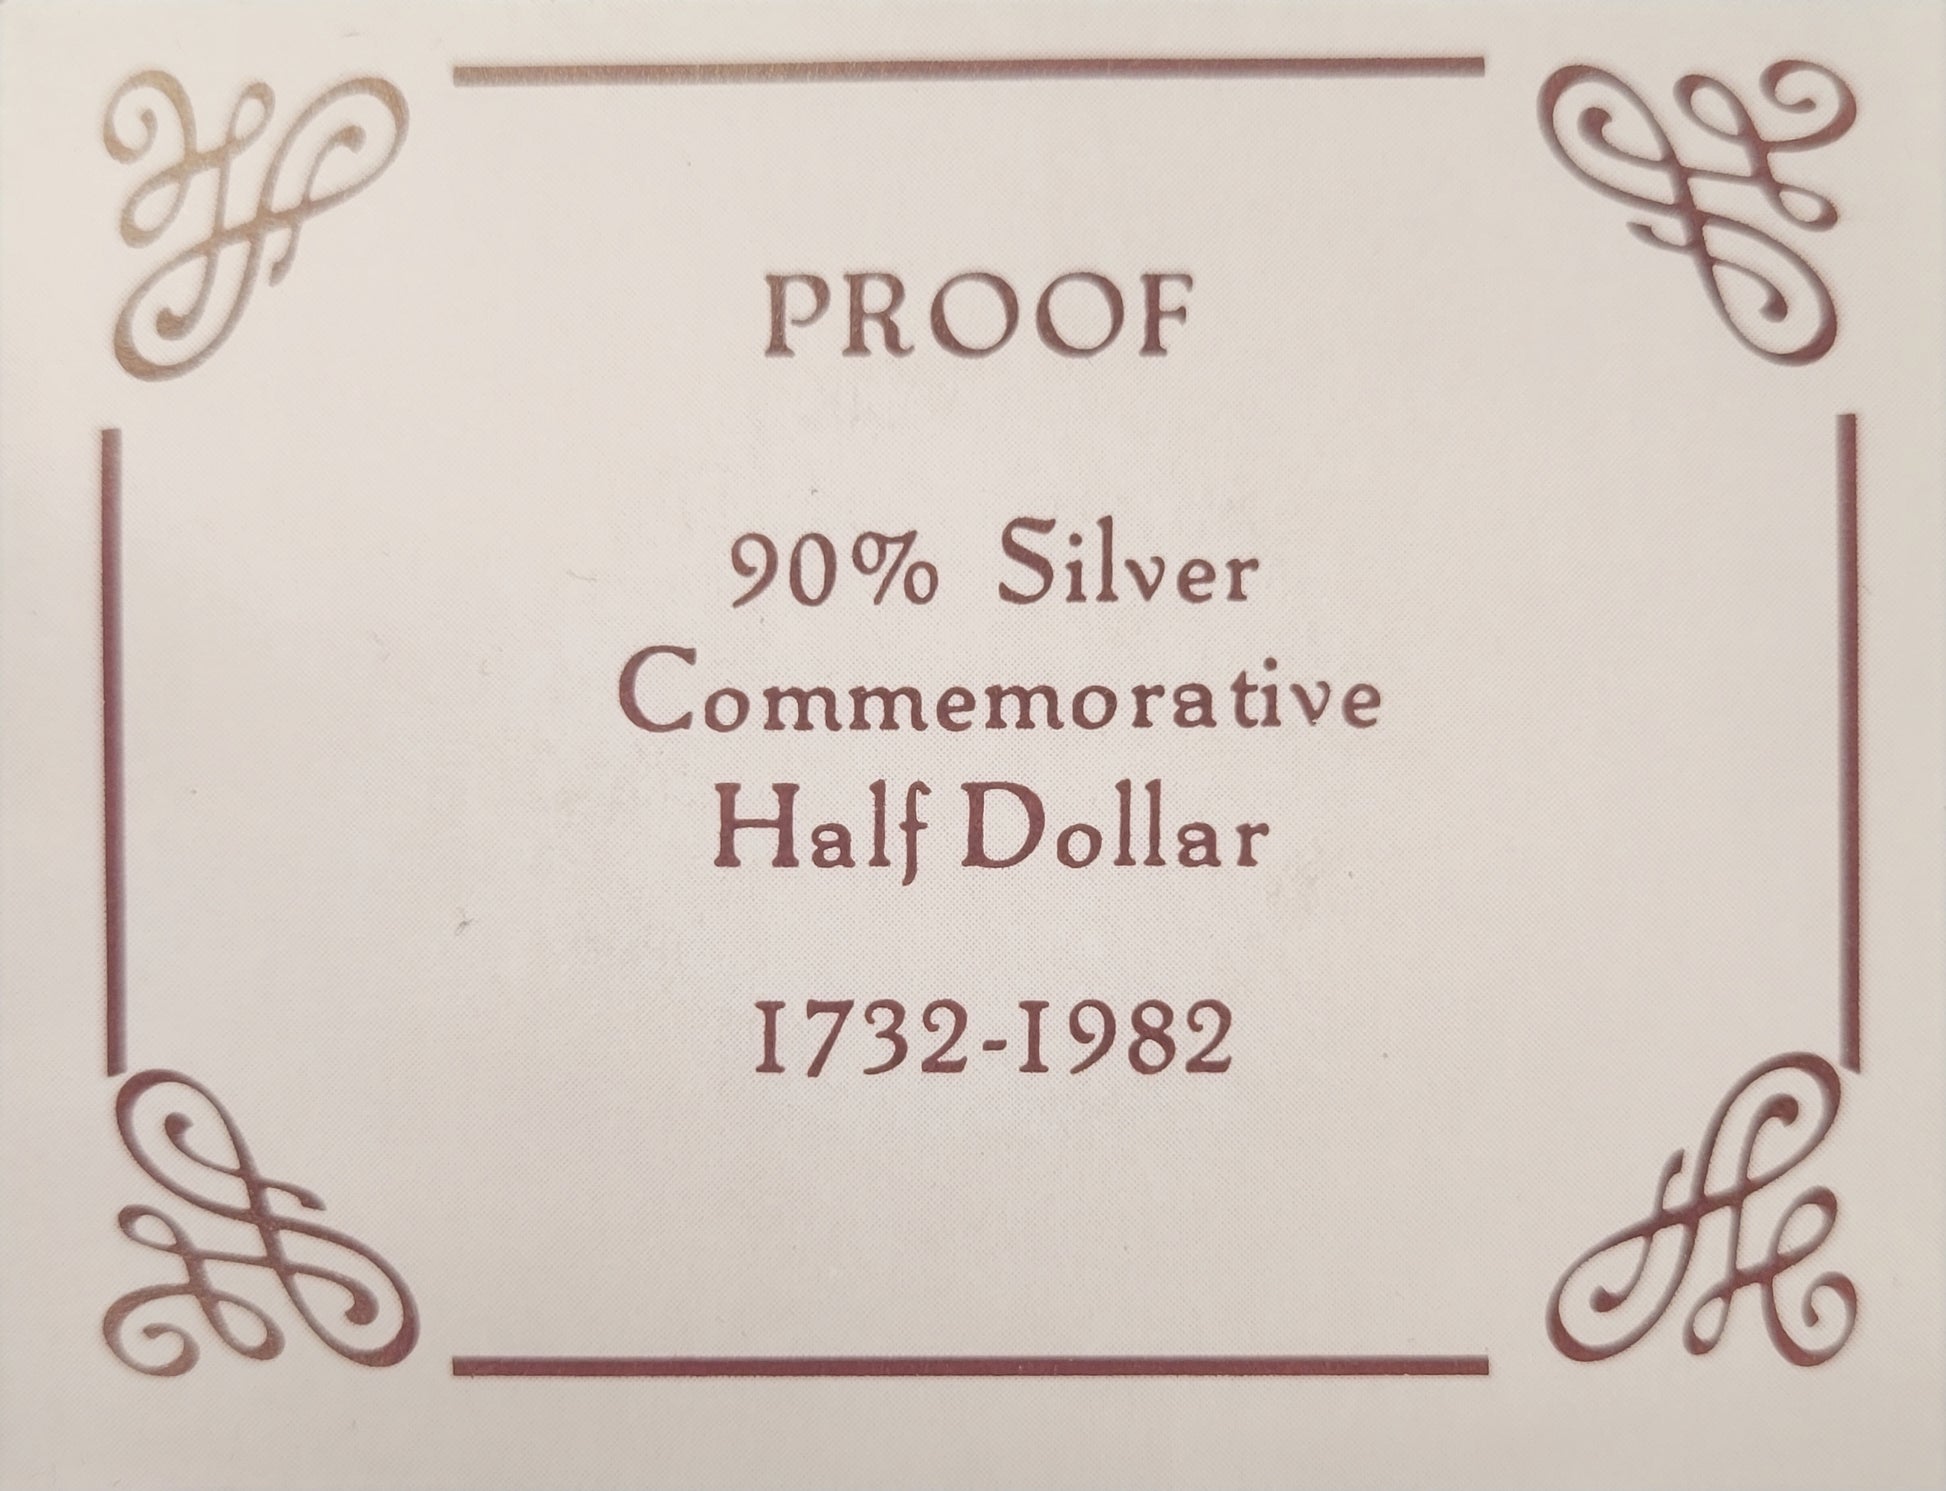 PROOF
90% Silver
Commemorative
Half Dollar
1732-1982